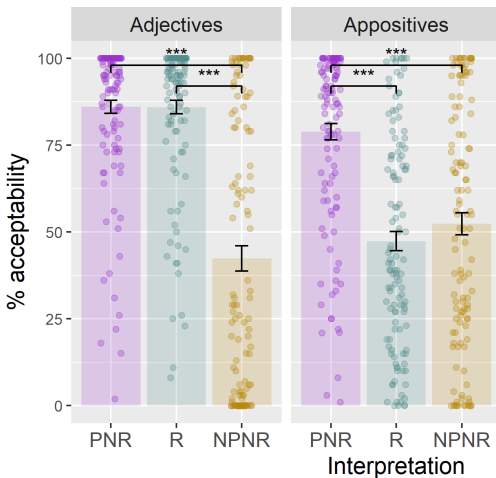 Adjectives Appositives
*** ***
*** ***
100
75
50
25
0
% acceptability
PNR R NPNR PNR R NPNR
Interpretation